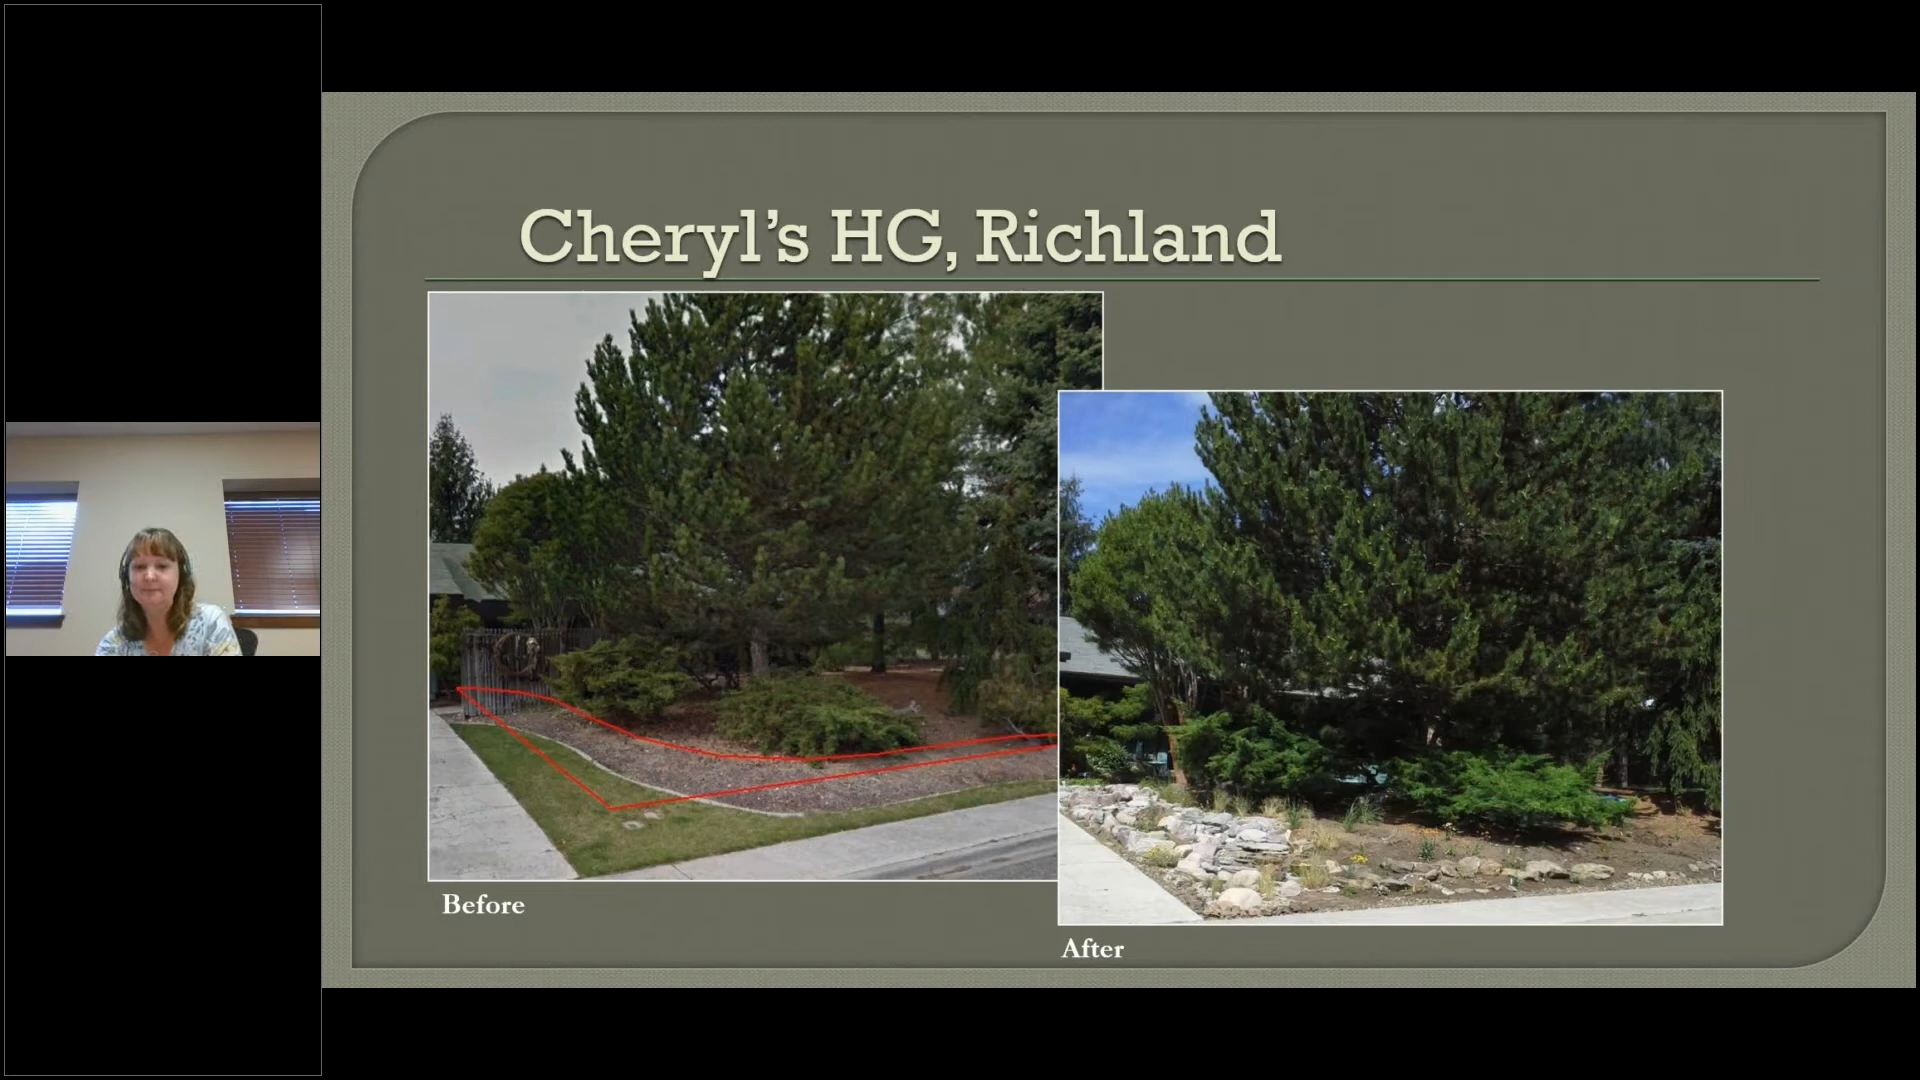 Cheryl’s HG, Richland
Before
After